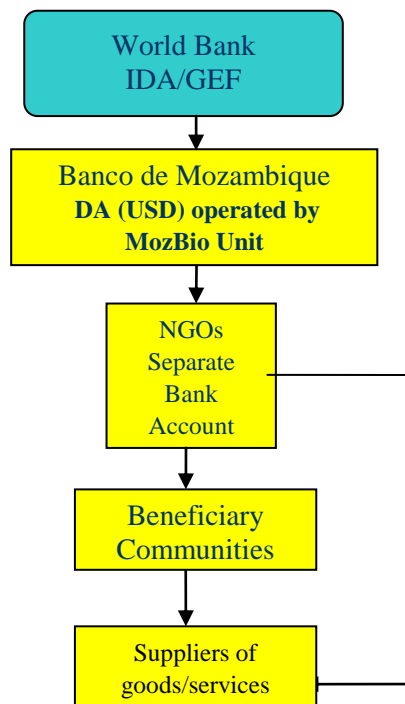 World Bank
IDA/GEF
Banco de Mozambique
DA (USD) operated by
MozBio Unit
NGOs
Separate
Bank
Account
Beneficiary
Communities
Suppliers of
goods/services